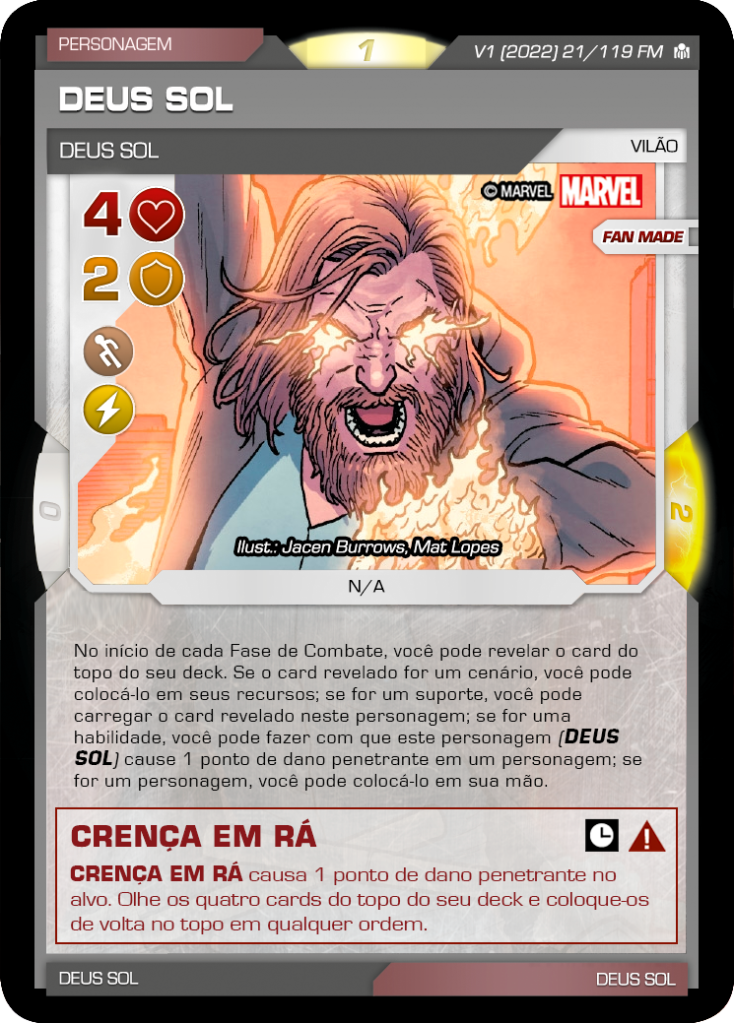 PERSONAGEM
1
V1 (2022) 21/119 FM
DEUS SOL
DEUS SOL
VILÃO
© MARVEL MARVEL
4
FAN MADE
2
0
2
Ilust.: Jacen Burrows, Mat Lopes
N/A
No início de cada Fase de Combate, você pode revelar o card do
topo do seu deck. Se o card revelado for um cenário, você pode
colocá-lo em seus recursos; se for um suporte, você pode
carregar o card revelado neste personagem; se for uma
habilidade, você pode fazer com que este personagem (DEUS
SOL) cause 1 ponto de dano penetrante em um personagem; se
for um personagem, você pode colocá-lo em sua mão.
CRENÇA EM RÁ
CRENÇA EM RÁ causa 1 ponto de dano penetrante no
alvo. Olhe os quatro cards do topo do seu deck e coloque-os
de volta no topo em qualquer ordem.
DEUS SOL
DEUS SOL